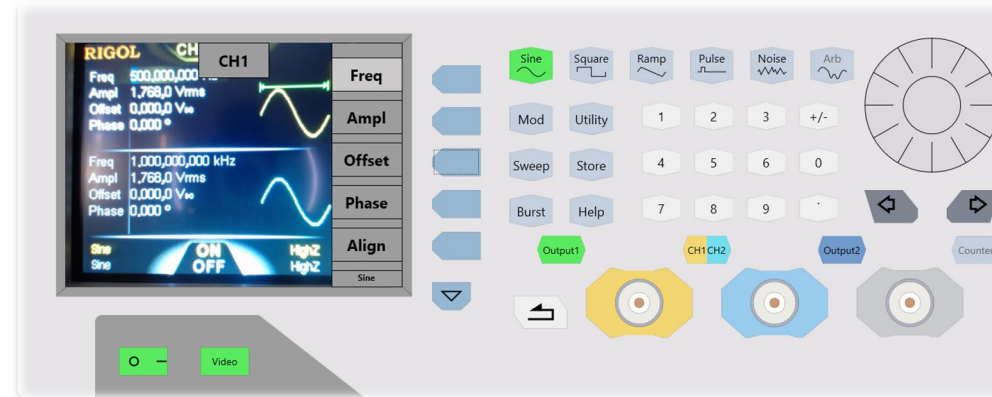 RIGOL CH
CH1
Freq 500,000,000
Ampl 1,768,0 Vrms
Offset 0,000,0
Phase 0,000 °
Freq 1,000,000,000 kHz
Ampl 1,768,0 Vrms
Offset 0,000,0
Phase 0,000 °
Sine ON HighZ
Sine OFF HighZ
Freq
Ampl
Offset
Phase
Align
Sine
Sine Square Ramp Pulse Noise Arb
Mod Utility 1 2 3 +/-
Sweep Store 4 5 6 0
Burst Help 7 8 9 .
Output1 CH1 CH2 Output2 Counter
Video